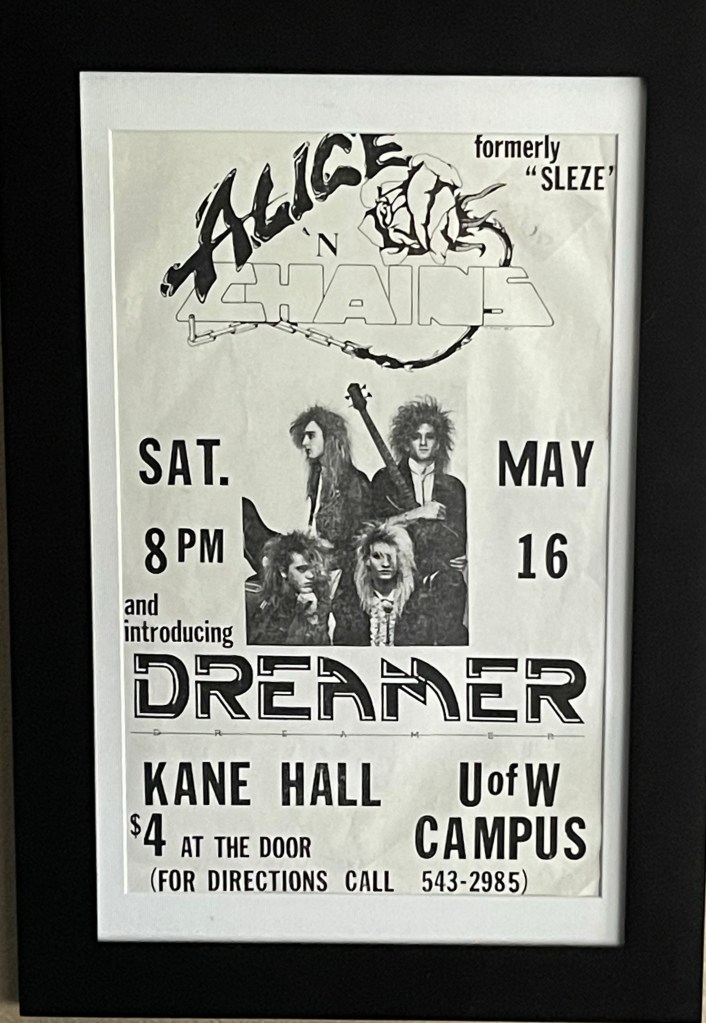 ALICE
formerly
"SLEZE"
'N
CHAINS
SAT.
MAY
8 PM
16
and
introducing
DREAMER
D R E A M E R
KANE HALL
U of W
$4 AT THE DOOR
CAMPUS
(FOR DIRECTIONS CALL 543-2985)